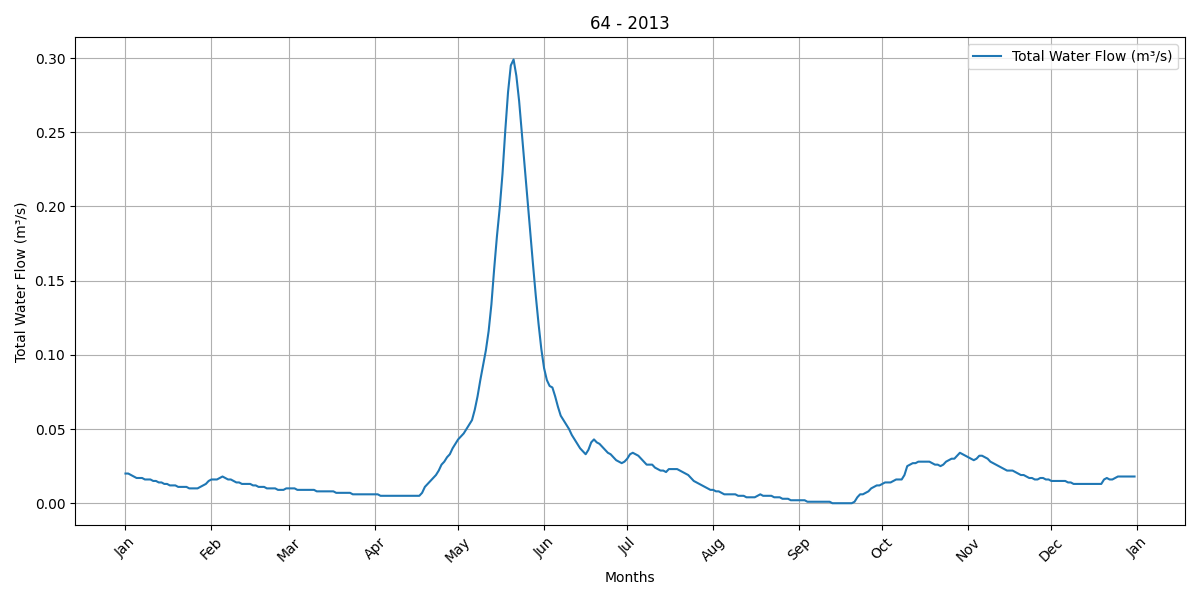 64 - 2013
Total Water Flow (m³/s)
Total Water Flow (m³/s)
0.30
0.25
0.20
0.15
0.10
0.05
0.00
Jan
Feb
Mar
Apr
May
Jun
Jul
Aug
Sep
Oct
Nov
Dec
Jan
Months